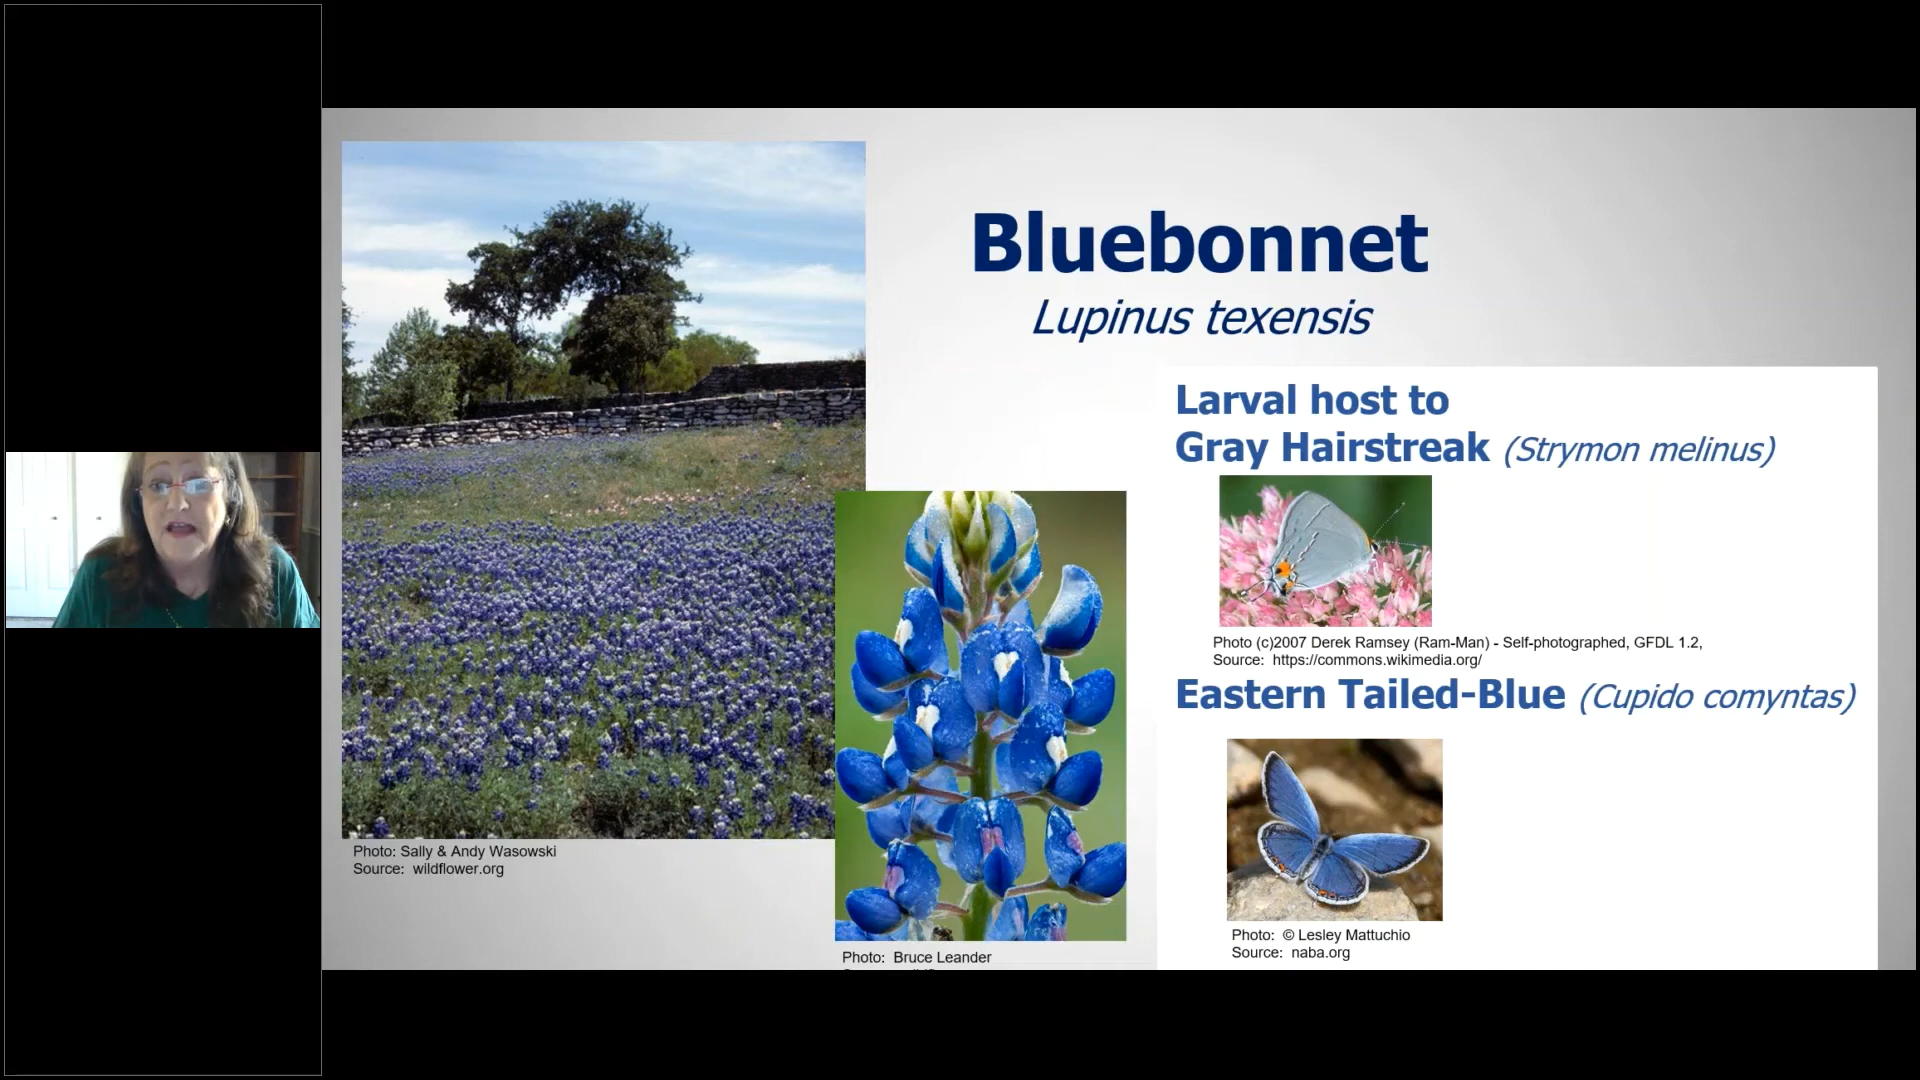 Bluebonnet
Lupinus texensis
Larval host to
Gray Hairstreak (Strymon melinus)
Photo (c)2007 Derek Ramsey (Ram-Man) - Self-photographed, GFDL 1.2,
Source: https://commons.wikimedia.org/
Eastern Tailed-Blue (Cupido comyntas)
Photo: © Lesley Mattuchio
Source: naba.org
Photo: Sally & Andy Wasowski
Source: wildflower.org
Photo: Bruce Leander